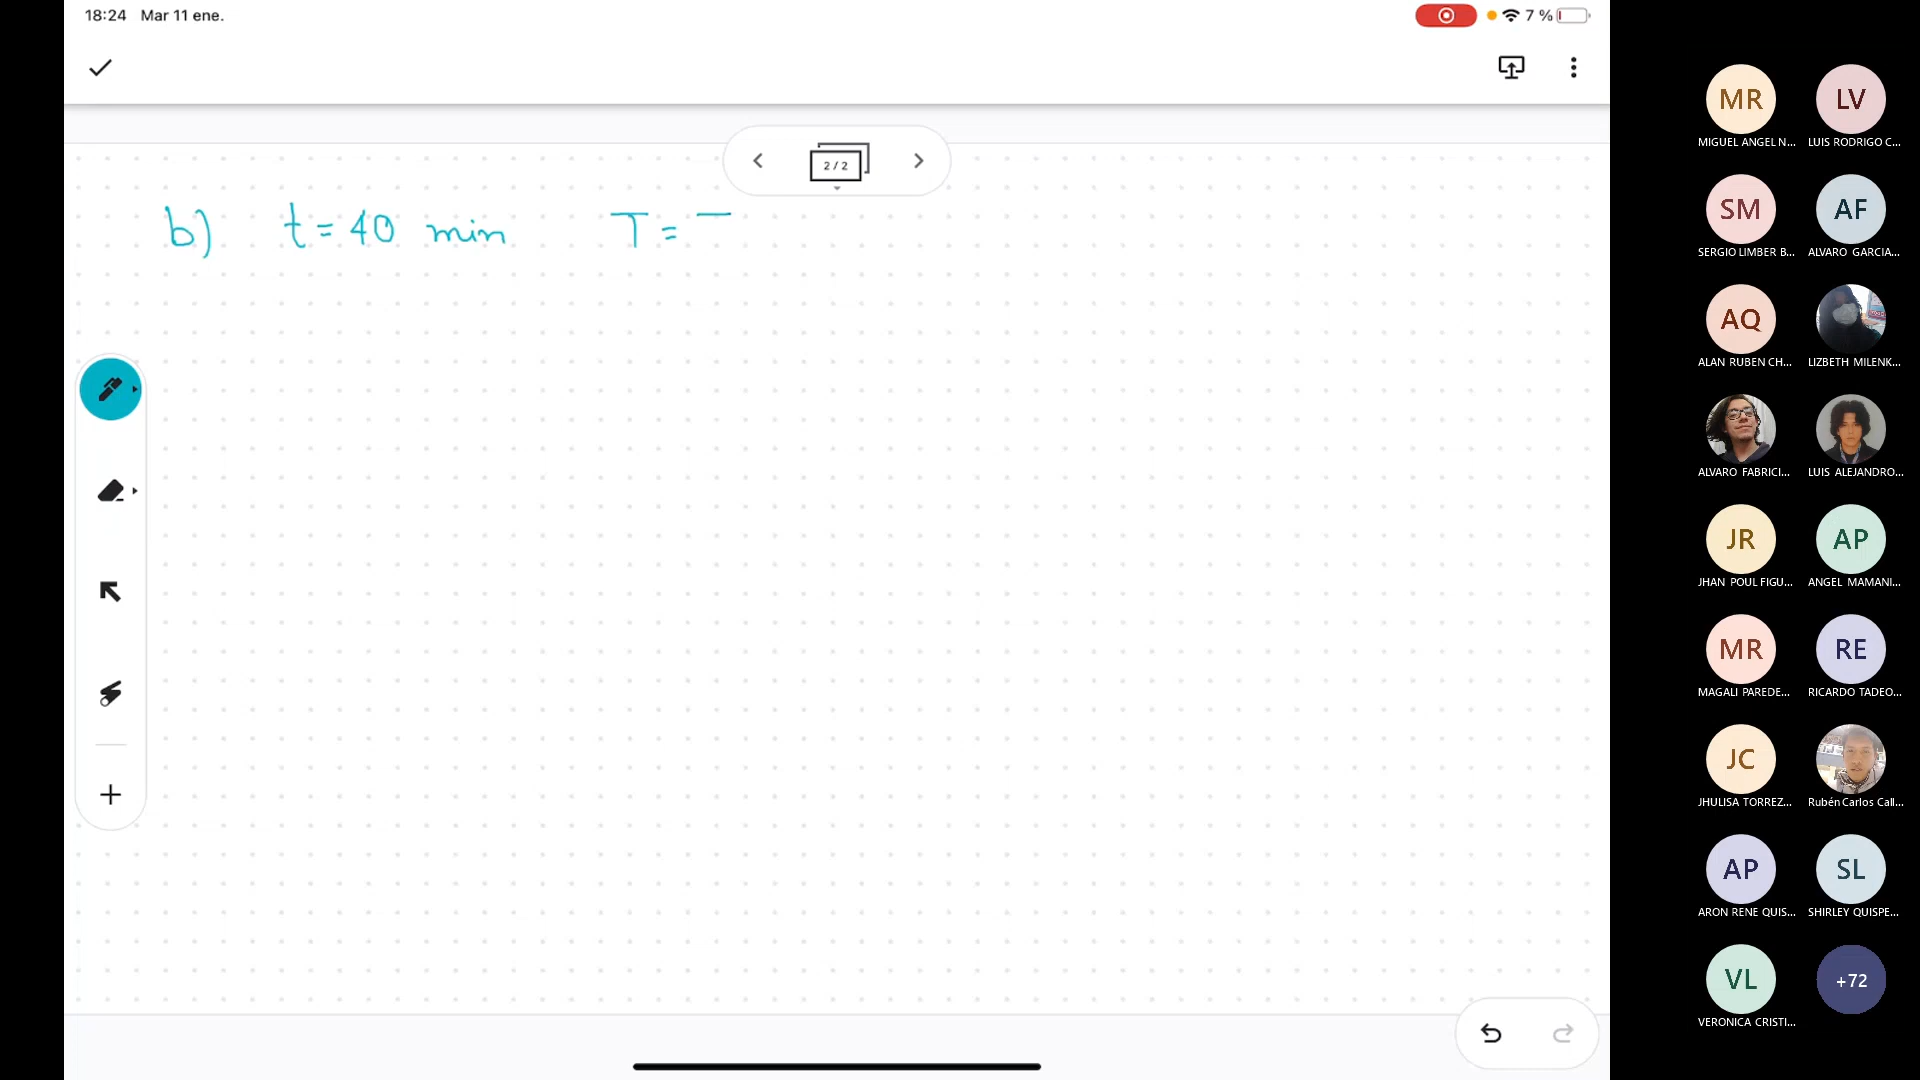 18:24 Mar 11 ene.
7 %
2 / 2
b) t = 40 min T =
MR LV
MIGUEL ANGEL N... LUIS RODRIGO C...
SM AF
SERGIO LIMBER B... ALVARO GARCIA...
AQ
ALAN RUBEN CH... LIZBETH MILENK...
ALVARO FABRICI... LUIS ALEJANDRO...
JR AP
JHAN POUL FIGU... ANGEL MAMANI...
MR RE
MAGALI PAREDE... RICARDO TADEO...
JC
JHULISA TORREZ... Rubén Carlos Call...
AP SL
ARON RENE QUIS... SHIRLEY QUISPE...
VL +72
VERONICA CRISTI...